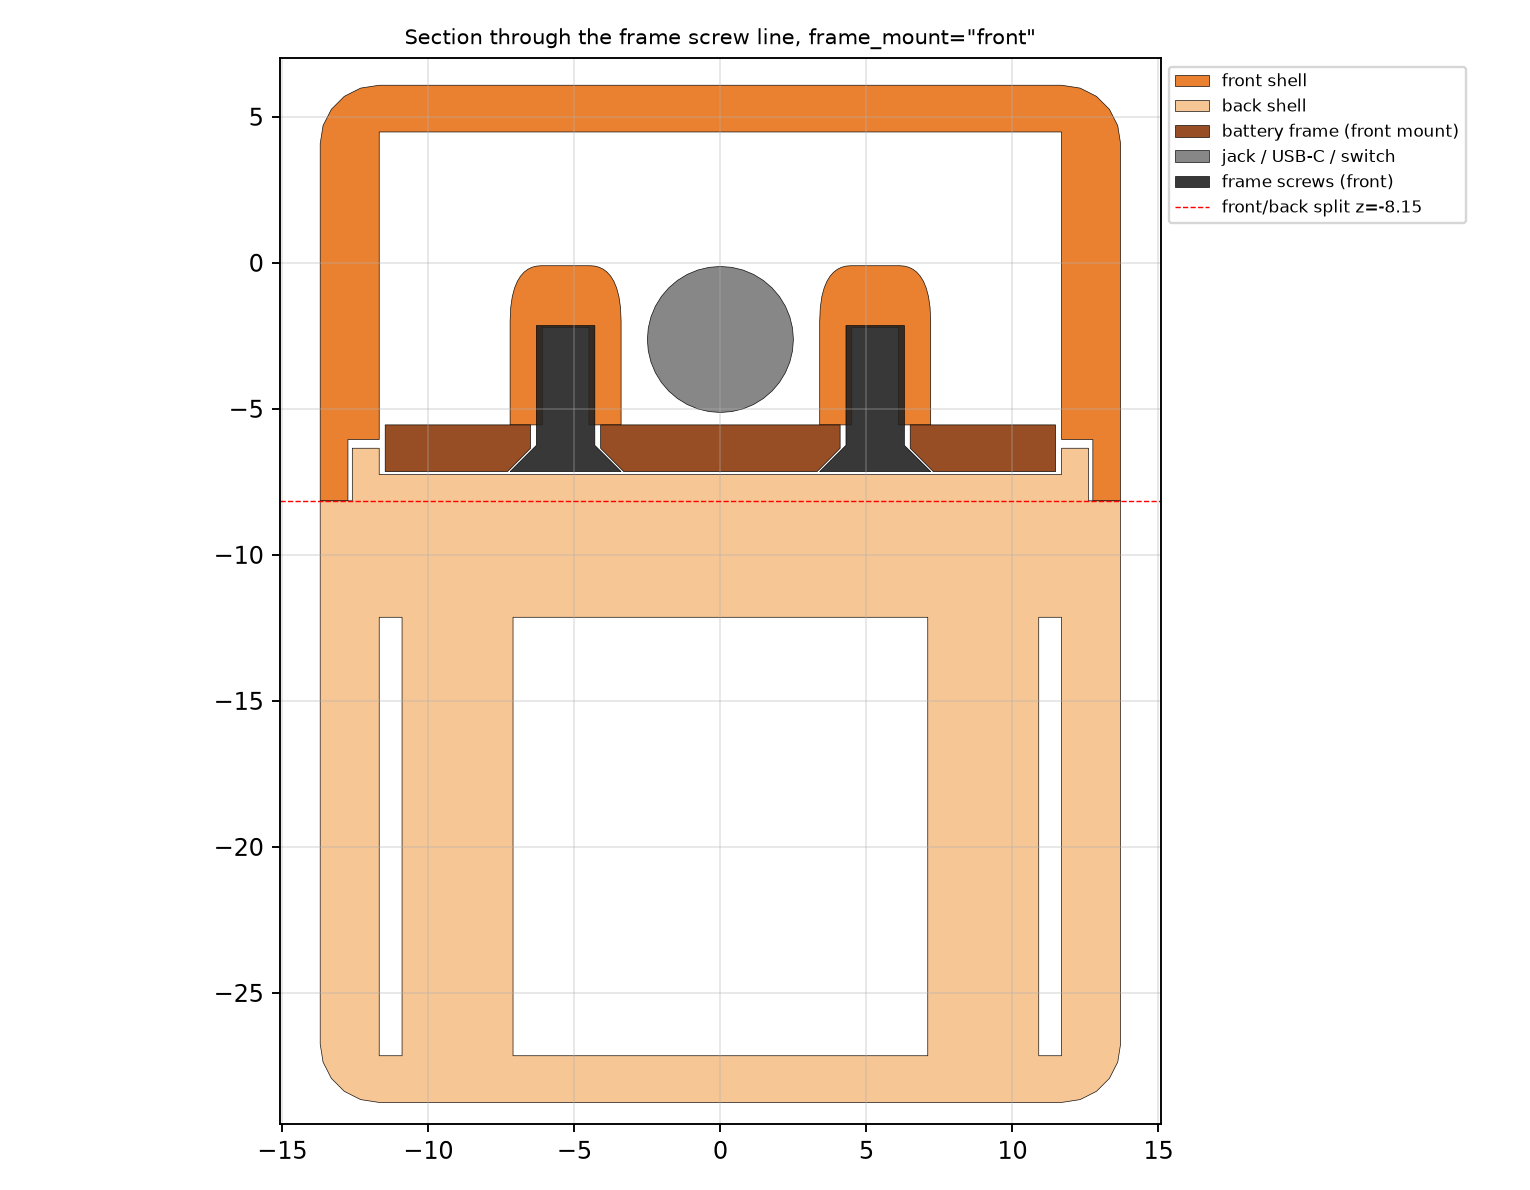 Section through the frame screw line, frame_mount="front"
front shell
back shell
battery frame (front mount)
jack / USB-C / switch
frame screws (front)
front/back split z=-8.15
5
0
−5
−10
−15
−20
−25
−15
−10
−5
0
5
10
15